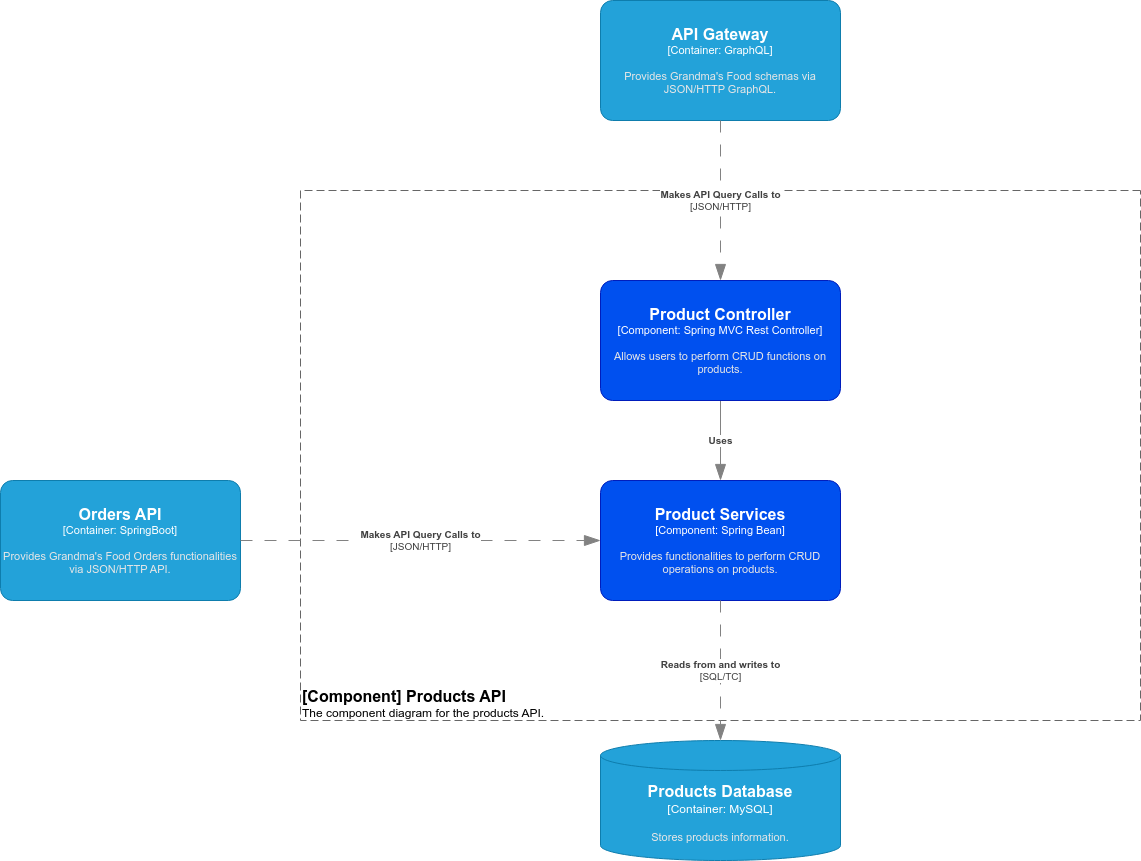 API Gateway
[Container: GraphQL]
Provides Grandma's Food schemas via
JSON/HTTP GraphQL.
Makes API Query Calls to
[JSON/HTTP]
Product Controller
[Component: Spring MVC Rest Controller]
Allows users to perform CRUD functions on
products.
Uses
Orders API
[Container: SpringBoot]
Provides Grandma's Food Orders functionalities
via JSON/HTTP API.
Makes API Query Calls to
[JSON/HTTP]
Product Services
[Component: Spring Bean]
Provides functionalities to perform CRUD
operations on products.
Reads from and writes to
[SQL/TC]
[Component] Products API
The component diagram for the products API.
Products Database
[Container: MySQL]
Stores products information.